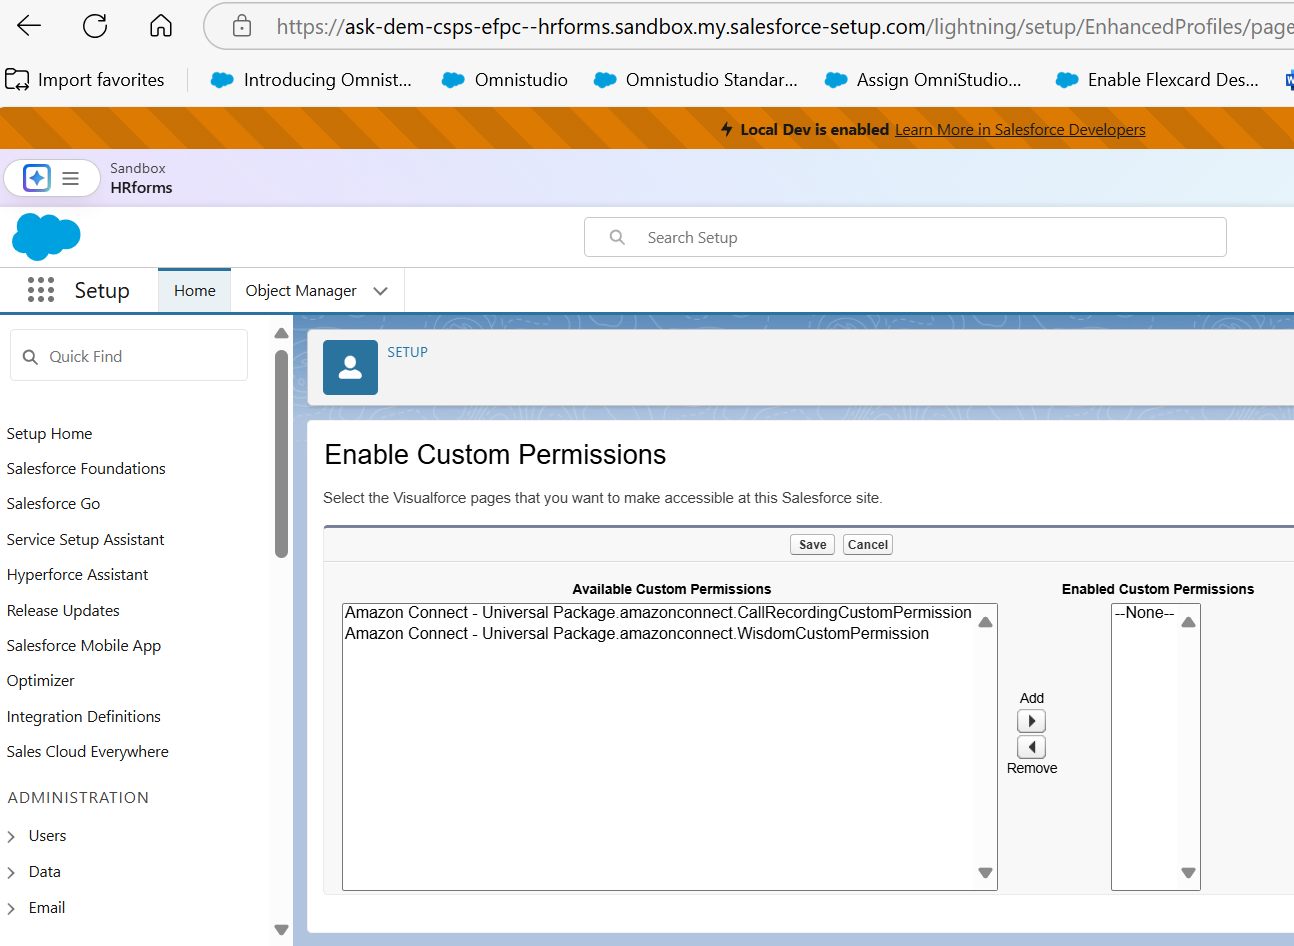 https://ask-dem-csps-efpc--hrforms.sandbox.my.salesforce-setup.com/lightning/setup/EnhancedProfiles/page
Import favorites
Introducing Omnist...
Omnistudio
Omnistudio Standar...
Assign OmniStudio...
Enable Flexcard Des...
Local Dev is enabled Learn More in Salesforce Developers
Sandbox
HRforms
Search Setup
Setup
Home
Object Manager
Quick Find
SETUP
Setup Home
Salesforce Foundations
Salesforce Go
Service Setup Assistant
Hyperforce Assistant
Release Updates
Salesforce Mobile App
Optimizer
Integration Definitions
Sales Cloud Everywhere
ADMINISTRATION
Users
Data
Email
Enable Custom Permissions
Select the Visualforce pages that you want to make accessible at this Salesforce site.
Save Cancel
Available Custom Permissions
Amazon Connect - Universal Package.amazonconnect.CallRecordingCustomPermission
Amazon Connect - Universal Package.amazonconnect.WisdomCustomPermission
Add
Remove
Enabled Custom Permissions
--None--